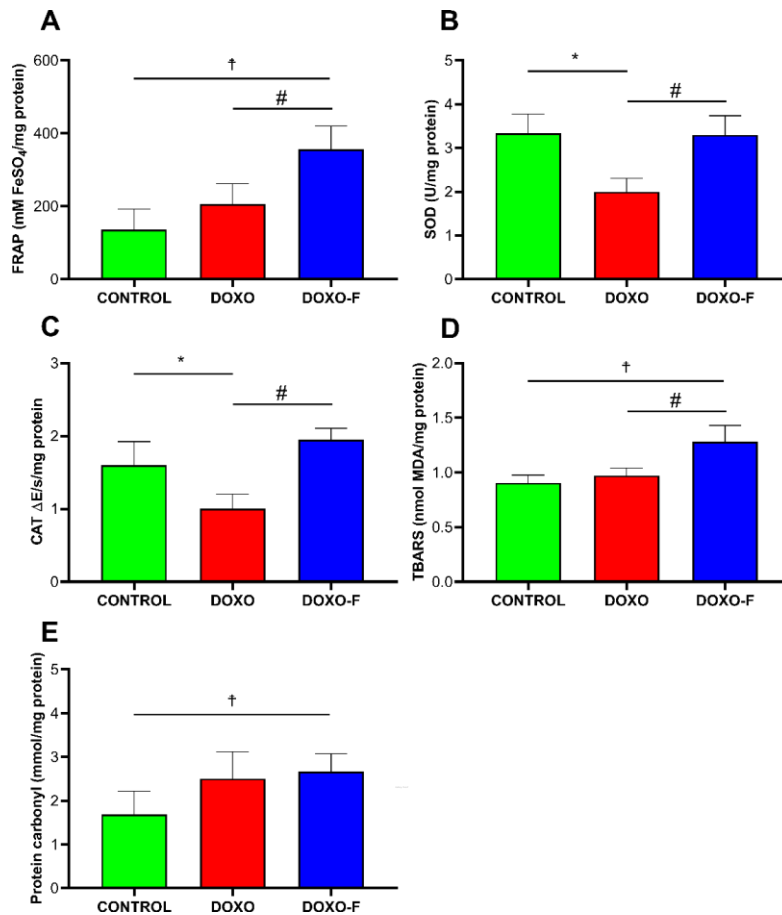 A
FRAP (mM FeSO₄/mg protein)
600
400
200
0
†
#
CONTROL DOXO DOXO-F
B
SOD (U/mg protein)
5
4
3
2
1
0
*
#
CONTROL DOXO DOXO-F
C
CAT ΔE/s/mg protein
3
2
1
0
*
#
CONTROL DOXO DOXO-F
D
TBARS (nmol MDA/mg protein)
2.0
1.5
1.0
0.5
0.0
†
#
CONTROL DOXO DOXO-F
E
Protein carbonyl (mmol/mg protein)
5
4
3
2
1
0
†
CONTROL DOXO DOXO-F